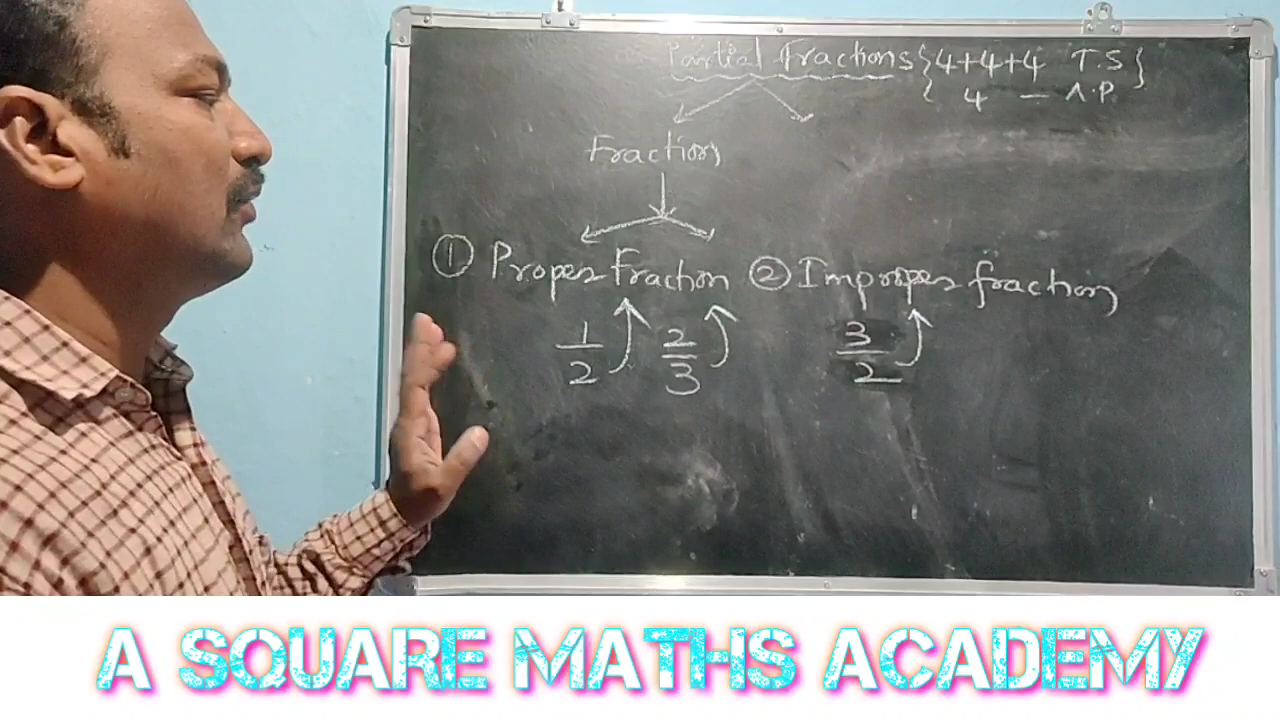 Partial Fractions {4+4+4 T.S}
{4 - A.P
Fraction
① Proper Fraction ② Improper fraction
1/2 2/3 3/2
A SQUARE MATHS ACADEMY